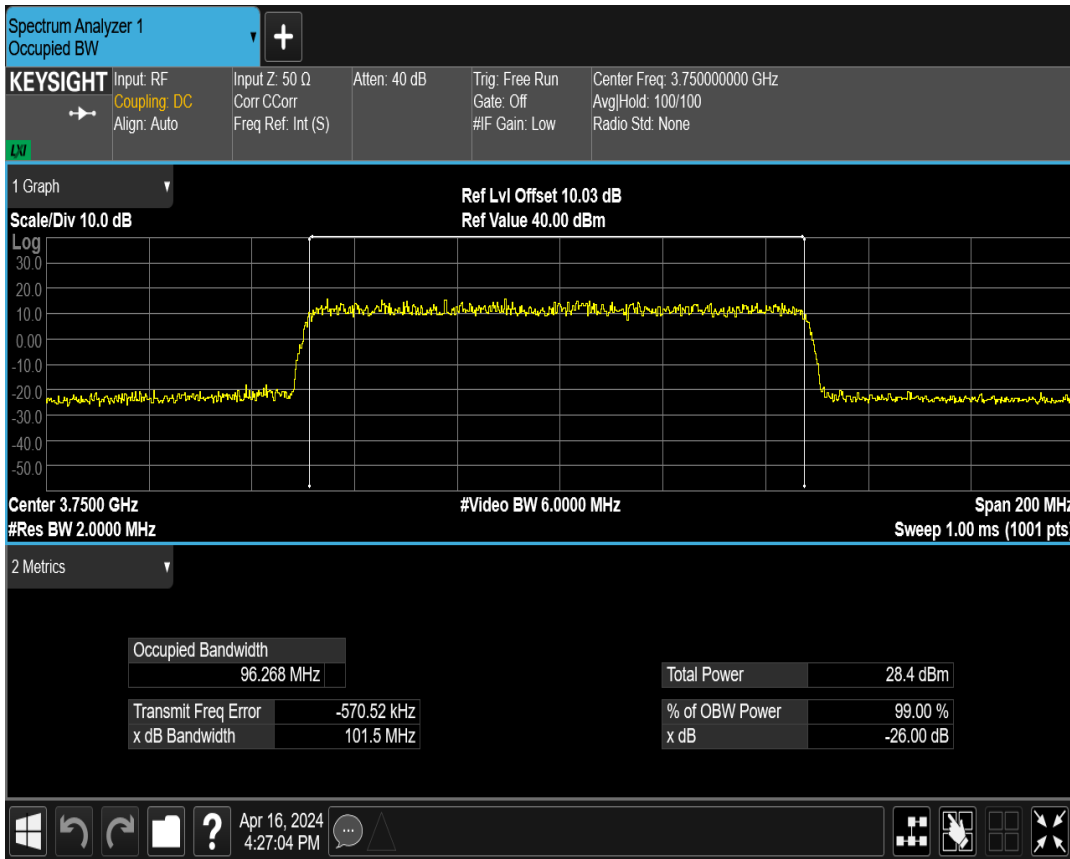 Spectrum Analyzer 1
Occupied BW
+
KEYSIGHT
LXI
Input: RF
Coupling: DC
Align: Auto
Input Z: 50 Ω
Corr CCorr
Freq Ref: Int (S)
Atten: 40 dB
Trig: Free Run
Gate: Off
#IF Gain: Low
Center Freq: 3.750000000 GHz
Avg|Hold: 100/100
Radio Std: None
1 Graph
Scale/Div 10.0 dB
Ref Lvl Offset 10.03 dB
Ref Value 40.00 dBm
Log
30.0
20.0
10.0
0.00
-10.0
-20.0
-30.0
-40.0
-50.0
Center 3.7500 GHz
#Video BW 6.0000 MHz
Span 200 MHz
#Res BW 2.0000 MHz
Sweep 1.00 ms (1001 pts)
2 Metrics
Occupied Bandwidth
96.268 MHz
Transmit Freq Error -570.52 kHz
x dB Bandwidth 101.5 MHz
Total Power 28.4 dBm
% of OBW Power 99.00 %
x dB -26.00 dB
?
Apr 16, 2024
4:27:04 PM